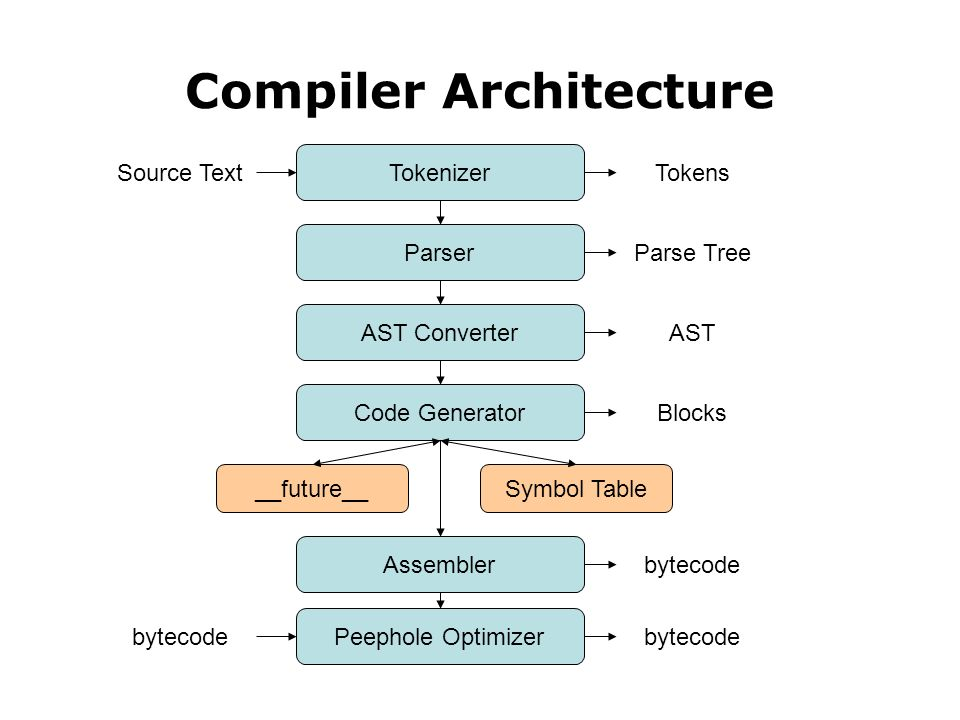 Compiler Architecture
Source Text
Tokenizer
Tokens
Parser
Parse Tree
AST Converter
AST
Code Generator
Blocks
__future__
Symbol Table
Assembler
bytecode
bytecode
Peephole Optimizer
bytecode